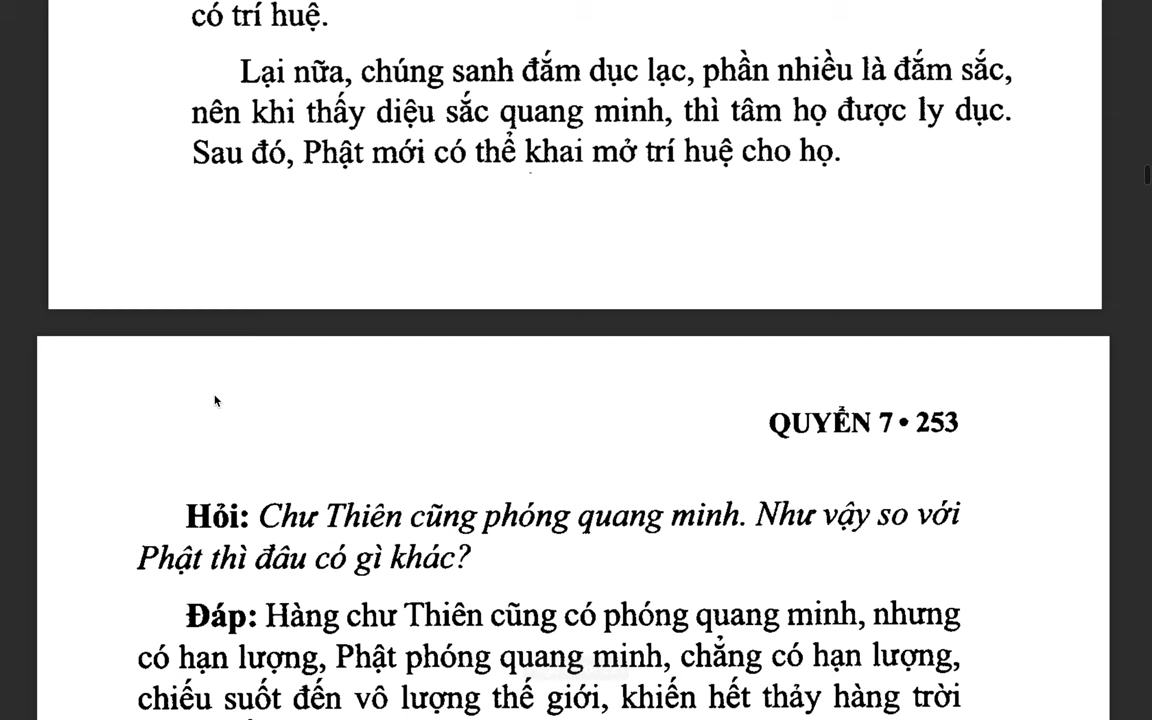 có trí huệ.
Lại nữa, chúng sanh đắm dục lạc, phần nhiều là đắm sắc,
nên khi thấy diệu sắc quang minh, thì tâm họ được ly dục.
Sau đó, Phật mới có thể khai mở trí huệ cho họ.
QUYỂN 7 • 253
Hỏi: Chư Thiên cũng phóng quang minh. Như vậy so với
Phật thì đâu có gì khác?
Đáp: Hàng chư Thiên cũng có phóng quang minh, nhưng
có hạn lượng, Phật phóng quang minh, chẳng có hạn lượng,
chiếu suốt đến vô lượng thế giới, khiến hết thảy hàng trời